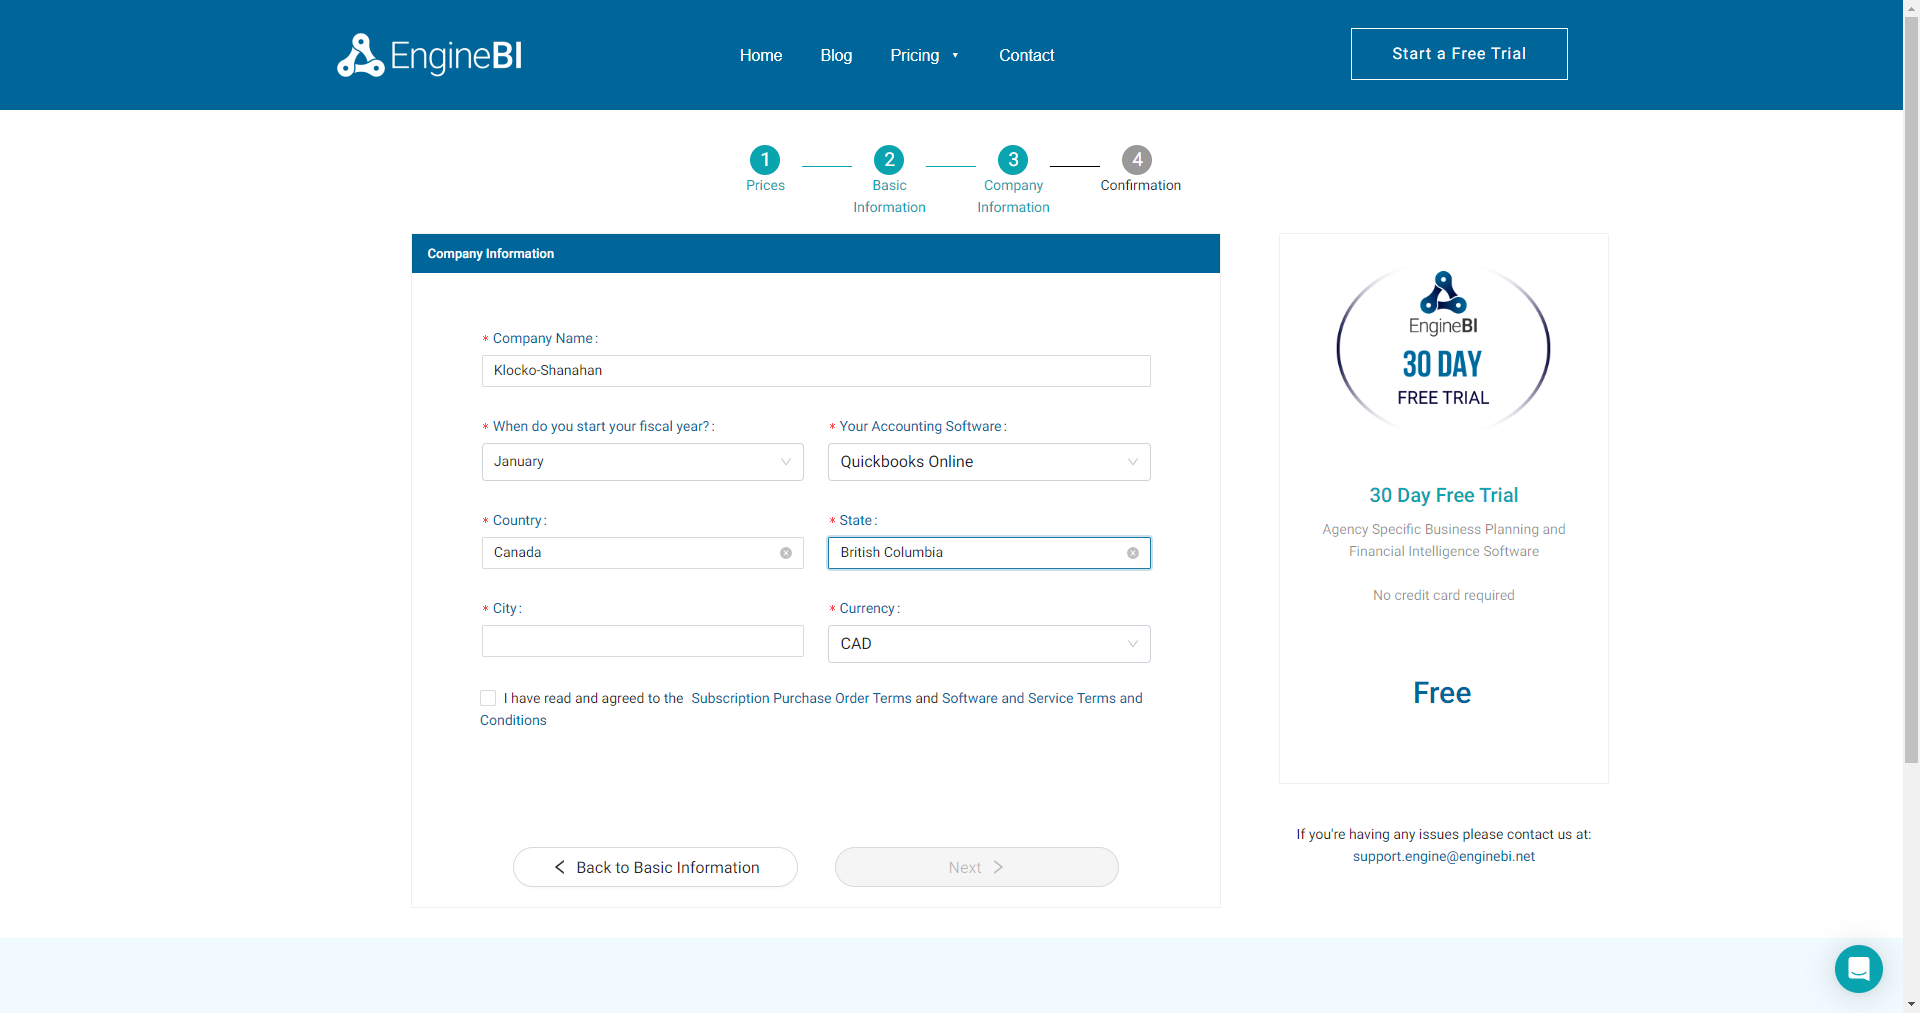 EngineBI
Home
Blog
Pricing ▼
Contact
Start a Free Trial
1
Prices
2
Basic
Information
3
Company
Information
4
Confirmation
Company Information
* Company Name:
Klocko-Shanahan
* When do you start your fiscal year?:
January
* Your Accounting Software:
Quickbooks Online
* Country:
Canada
* State:
British Columbia
* City:
* Currency:
CAD
I have read and agreed to the Subscription Purchase Order Terms and Software and Service Terms and
Conditions
Back to Basic Information
Next
EngineBI
30 DAY
FREE TRIAL
30 Day Free Trial
Agency Specific Business Planning and
Financial Intelligence Software
No credit card required
Free
If you're having any issues please contact us at:
support.engine@enginebi.net